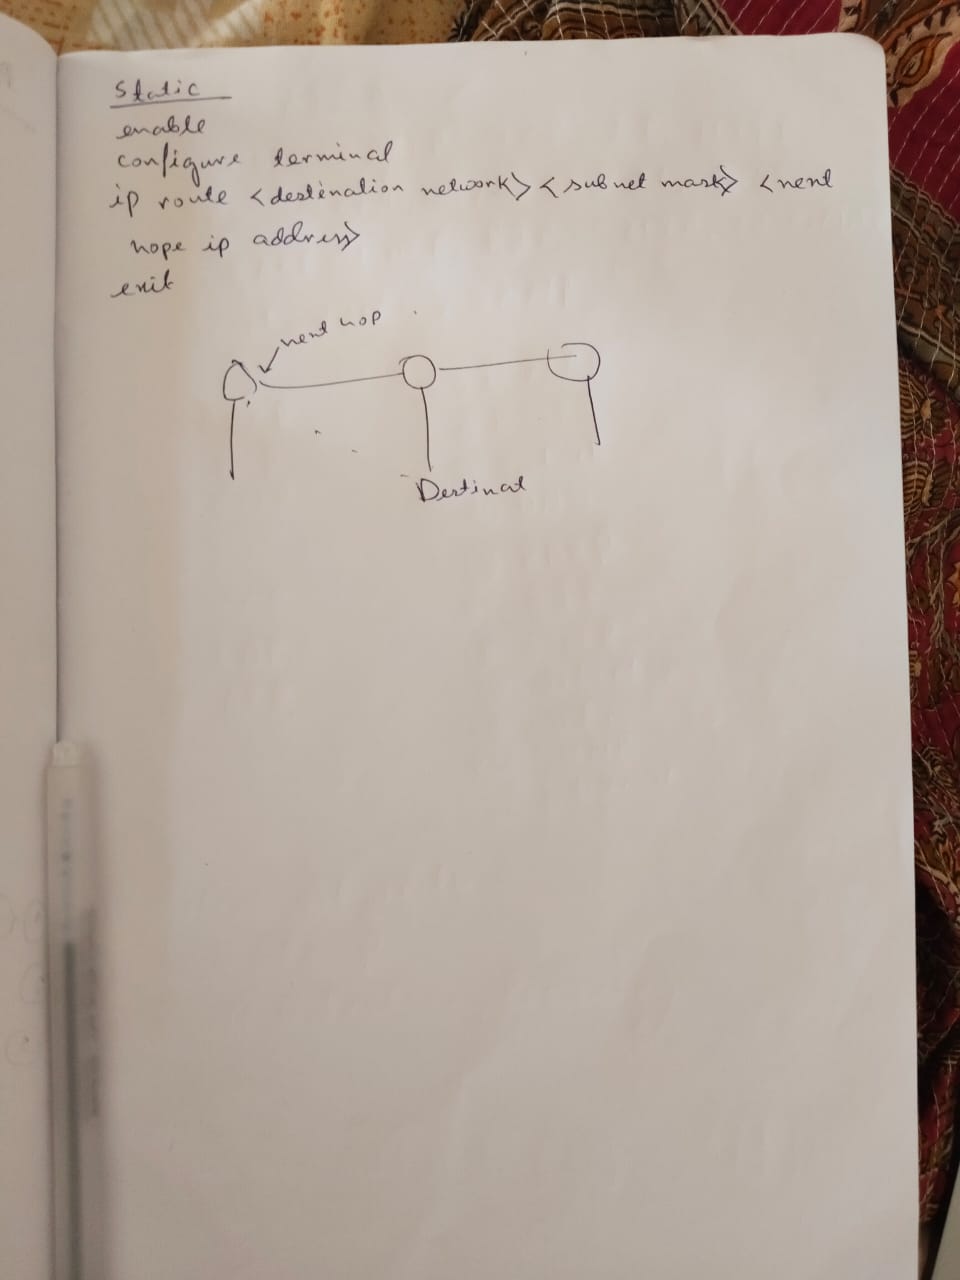 Static
enable
configure terminal
ip route <destination network> <subnet mask> <next
hope ip address>
exit
next hop
Destinat